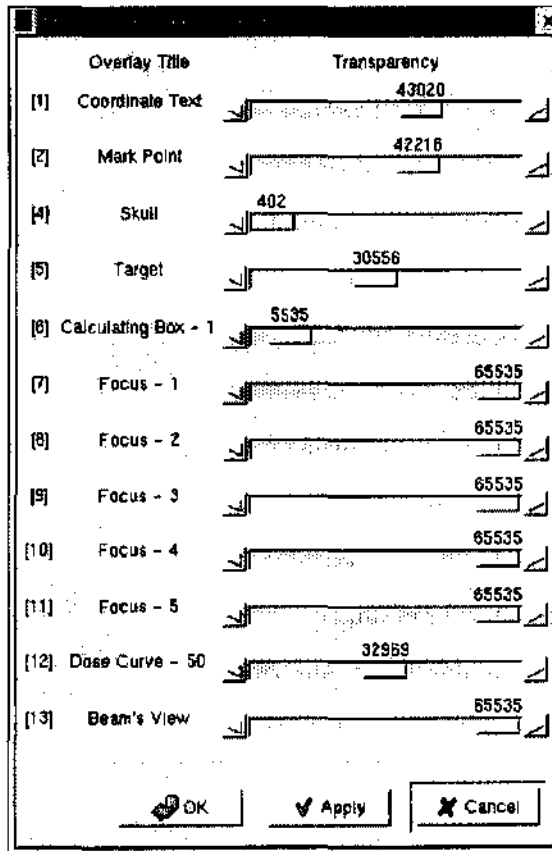 Overlay Title Transparency
[1] Coordinate Text 43020
[2] Mark Point 42216
[4] Skull 402
[5] Target 30556
[6] Calculating Box - 1 5535
[7] Focus - 1 65535
[8] Focus - 2 65535
[9] Focus - 3 65535
[10] Focus - 4 65535
[11] Focus - 5 65535
[12] Dose Curve - 50 32969
[13] Beam's View 65535
OK Apply Cancel